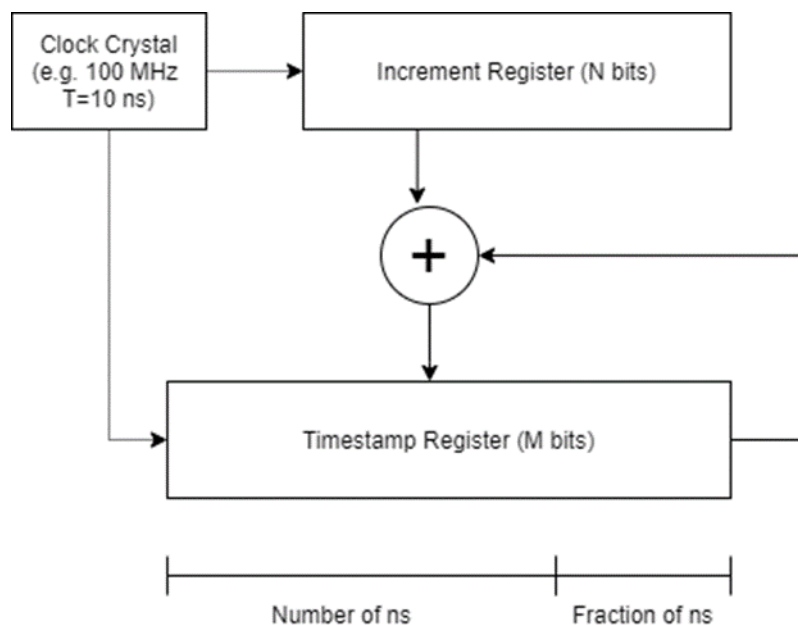 Clock Crystal
(e.g. 100 MHz
T=10 ns)
Increment Register (N bits)
+
Timestamp Register (M bits)
Number of ns
Fraction of ns